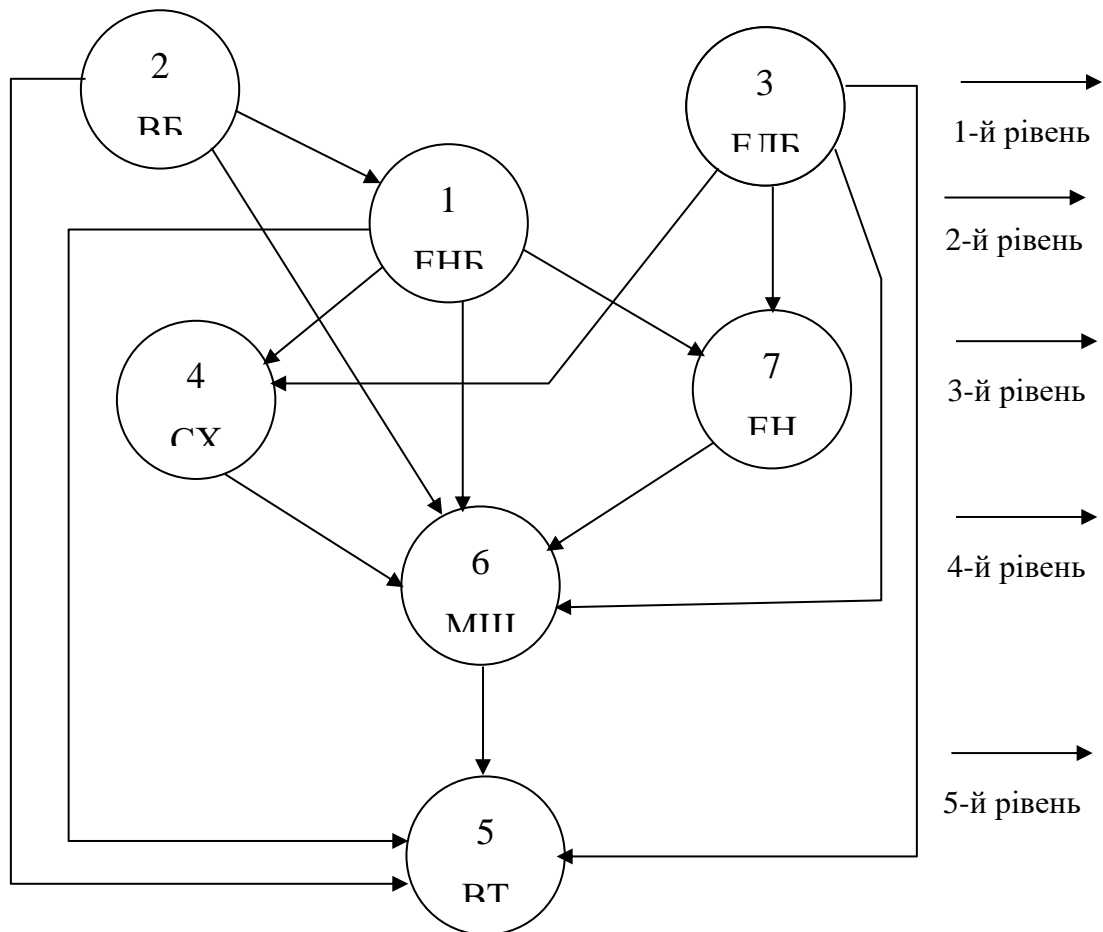 2
ВБ
3
ЕЛБ
1-й рівень
1
ЕНБ
2-й рівень
4
СХ
7
ЕН
3-й рівень
6
4-й рівень
5
ВТ
5-й рівень